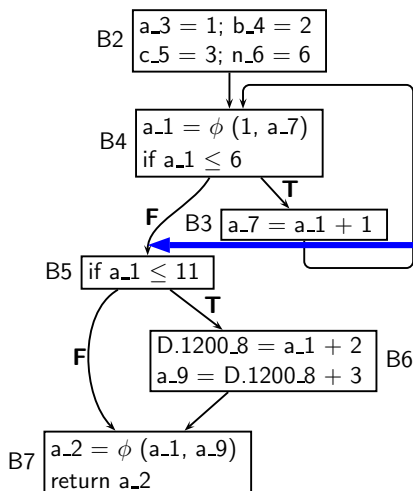 B2
a_3 = 1; b_4 = 2
c_5 = 3; n_6 = 6
B4
a_1 = ϕ (1, a_7)
if a_1 ≤ 6
F
T
B3
a_7 = a_1 + 1
B5
if a_1 ≤ 11
F
T
D.1200_8 = a_1 + 2
a_9 = D.1200_8 + 3
B6
B7
a_2 = ϕ (a_1, a_9)
return a_2